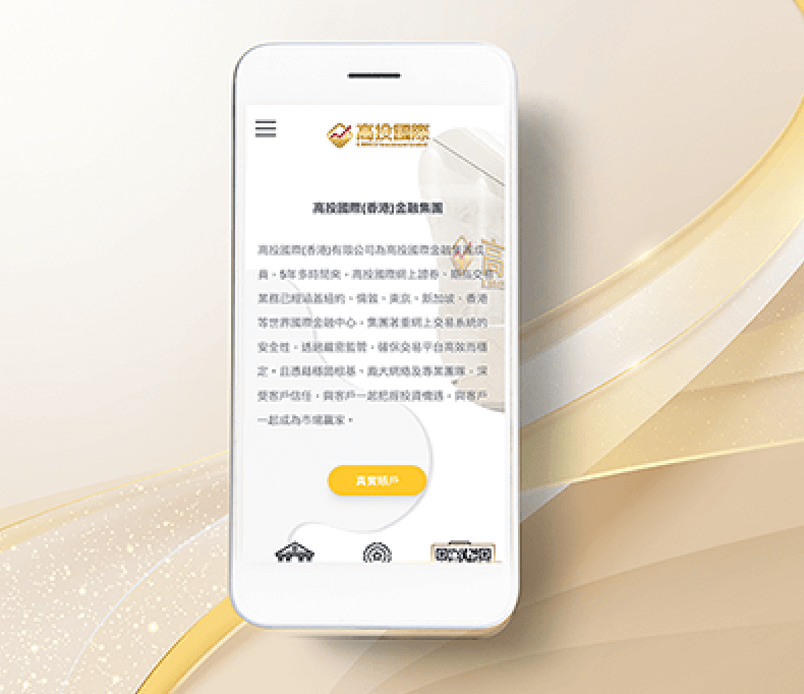 高投國際
高投國際(香港)金融集團
高投國際(香港)有限公司為高投國際金融集團成
員。5年多時間來，高投國際網上證券、期指交易
業務已經涵蓋紐約、倫敦、東京、新加坡、香港
等世界國際金融中心。集團著重網上交易系統的
安全性，透過嚴密監管，確保交易平台高效而穩
定。且憑藉穩固根基、龐大網絡及專業團隊，深
受客戶信任，與客戶一起把握投資機遇，與客戶
一起成為市場贏家。
真實賬戶